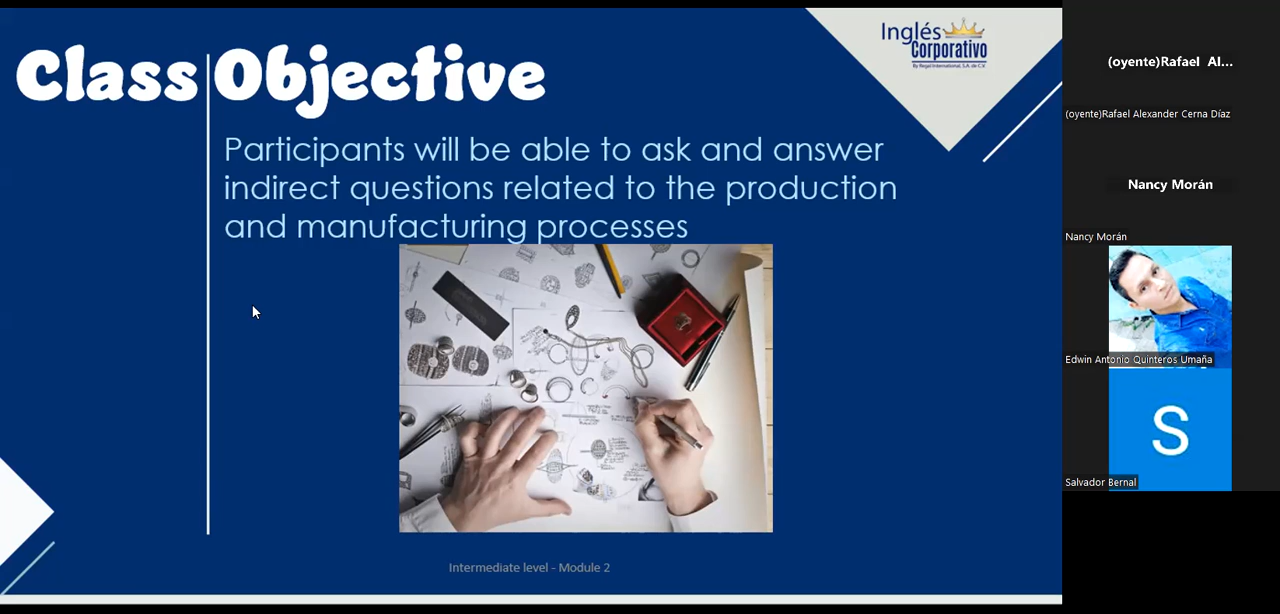 Class Objective
Inglés
Corporativo
By Regal International, S.A. de C.V.
Participants will be able to ask and answer
indirect questions related to the production
and manufacturing processes
Intermediate level - Module 2
(oyente)Rafael Al...
(oyente)Rafael Alexander Cerna Díaz
Nancy Morán
Nancy Morán
Edwin Antonio Quinteros Umaña
S
Salvador Bernal